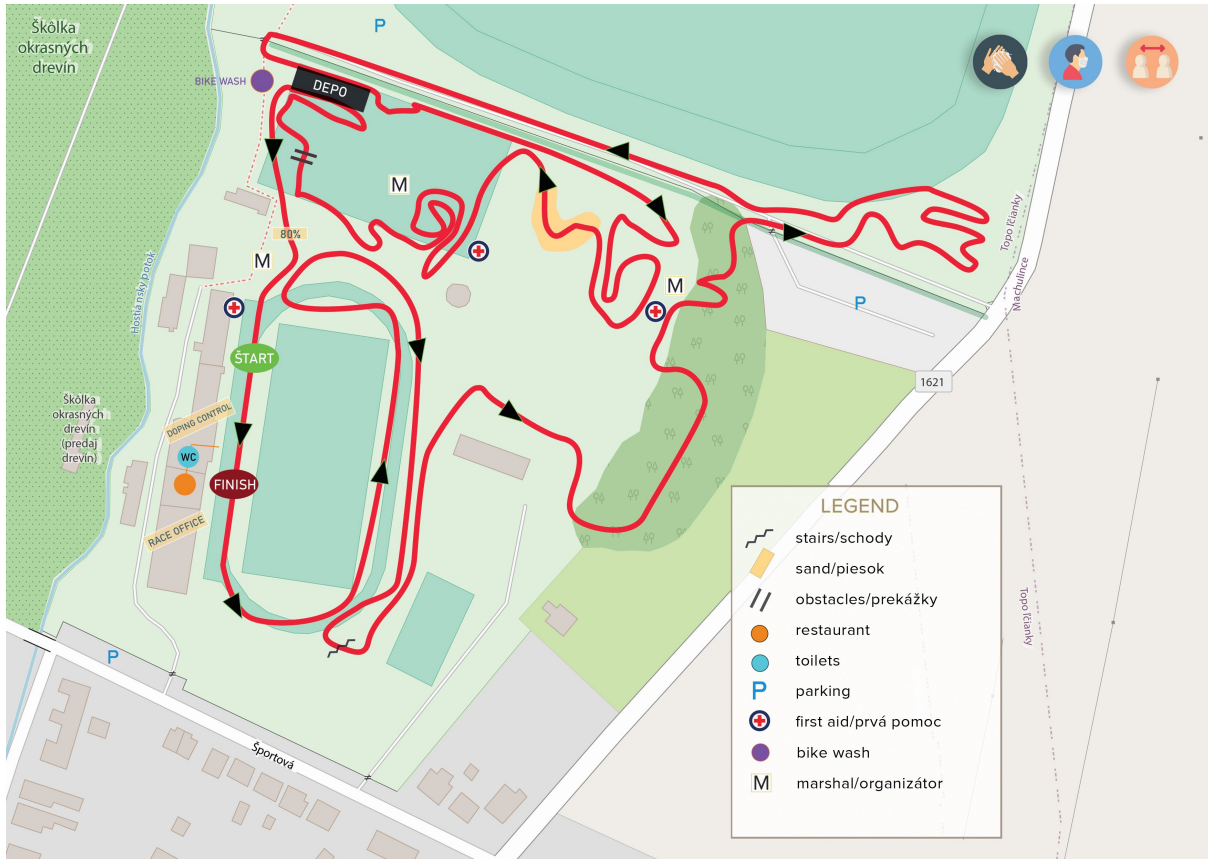 Škôlka
okrasných
drevín
P
BIKE WASH
DEPO
M
80%
M
Hostiansky potok
M
P
Topoľčianky
Machulince
1621
ŠTART
DOPING CONTROL
WC
FINISH
RACE OFFICE
Škôlka
okrasných
drevín
(predaj
drevín)
P
Športová
Topoľčianky
LEGEND
stairs/schody
sand/piesok
obstacles/prekážky
restaurant
toilets
P parking
first aid/prvá pomoc
bike wash
M marshal/organizátor